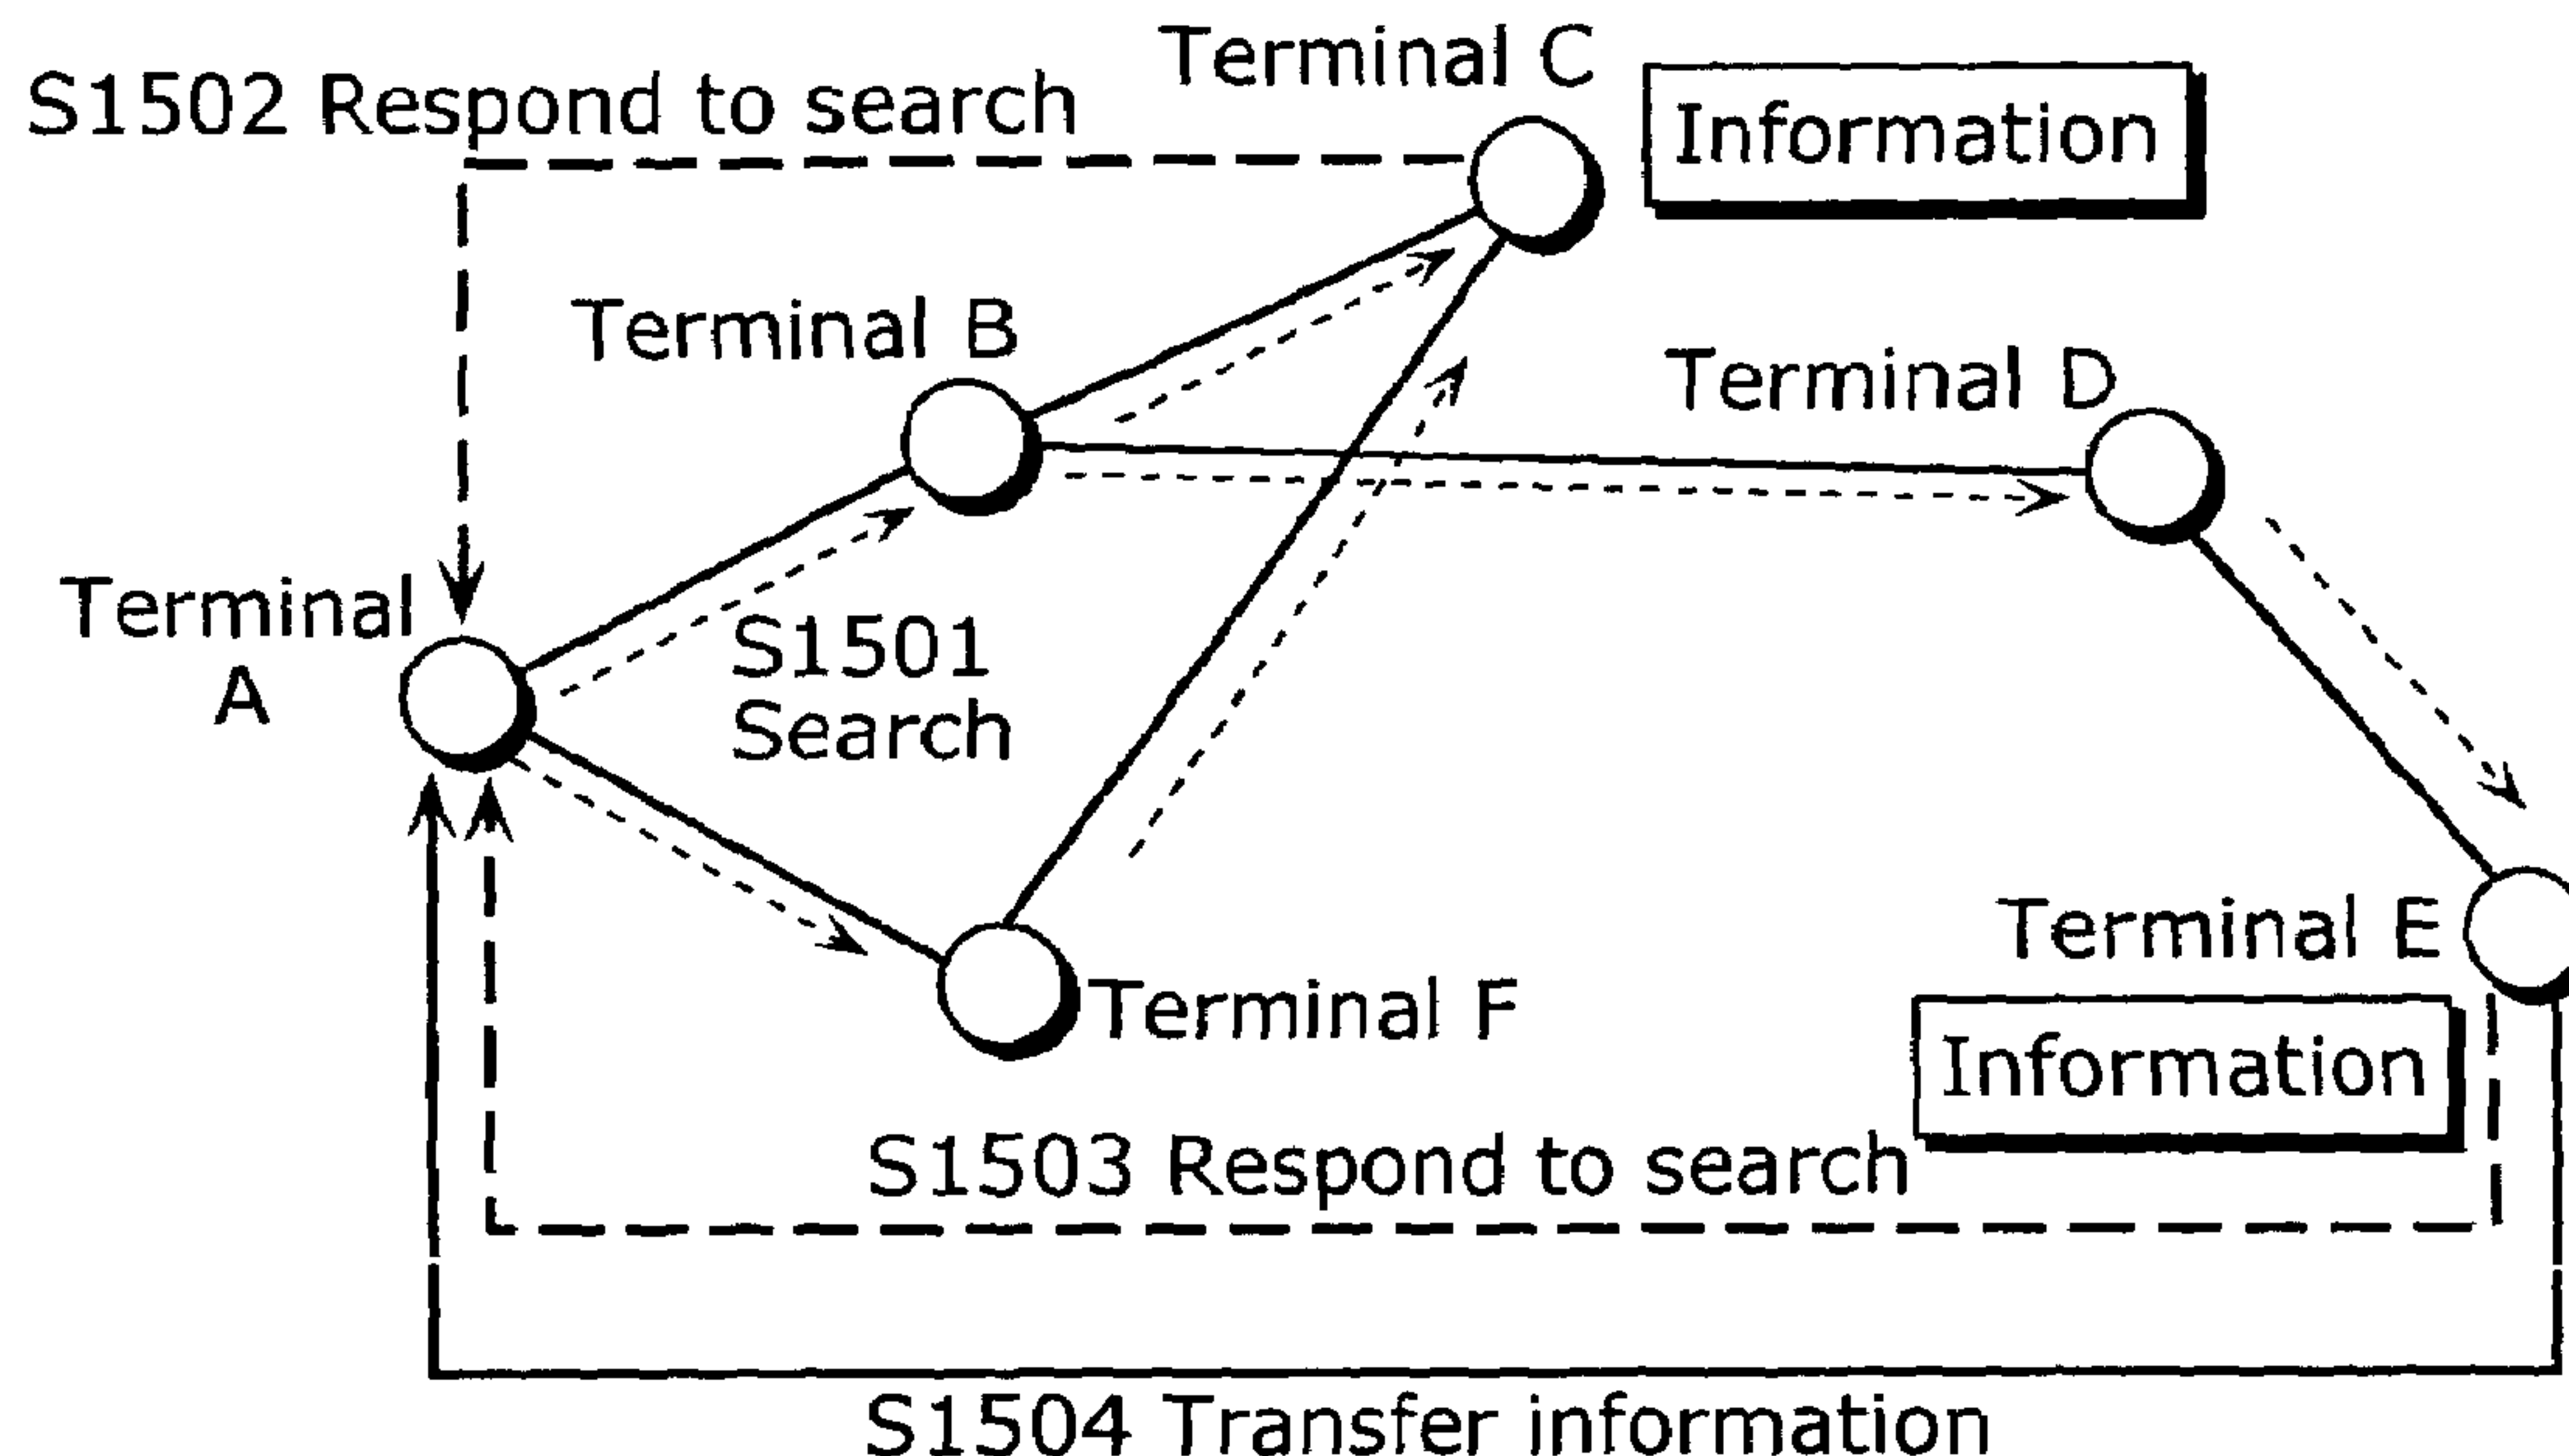 Terminal C
S1502 Respond to search
Information
Terminal B
Terminal D
Terminal
A
S1501
Search
Terminal E
Terminal F
Information
S1503 Respond to search
S1504 Transfer information